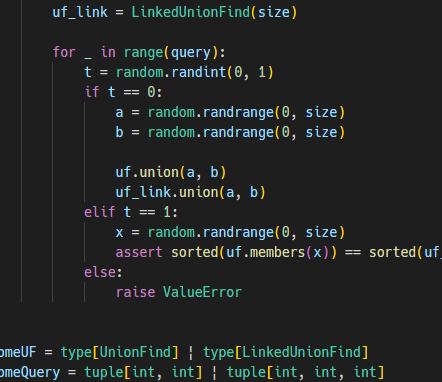 uf_link = LinkedUnionFind(size)
for _ in range(query):
t = random.randint(0, 1)
if t == 0:
a = random.randrange(0, size)
b = random.randrange(0, size)
uf.union(a, b)
uf_link.union(a, b)
elif t == 1:
x = random.randrange(0, size)
assert sorted(uf.members(x)) == sorted(uf_
else:
raise ValueError
omeUF = type[UnionFind] | type[LinkedUnionFind]
omeQuery = tuple[int, int] | tuple[int, int, int]